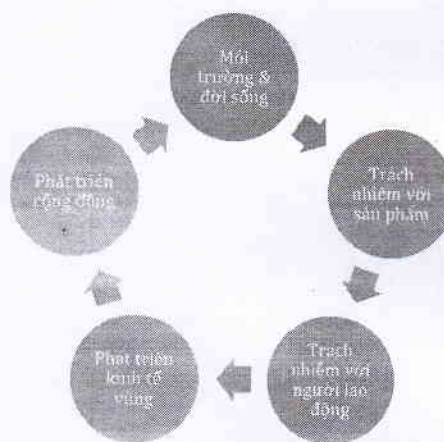 Môi
trường &
đời sống
Trách
nhiệm với
sản phẩm
Trách
nhiệm với
người lao
động
Phát triển
kinh tế
vùng
Phát triển
cộng đồng